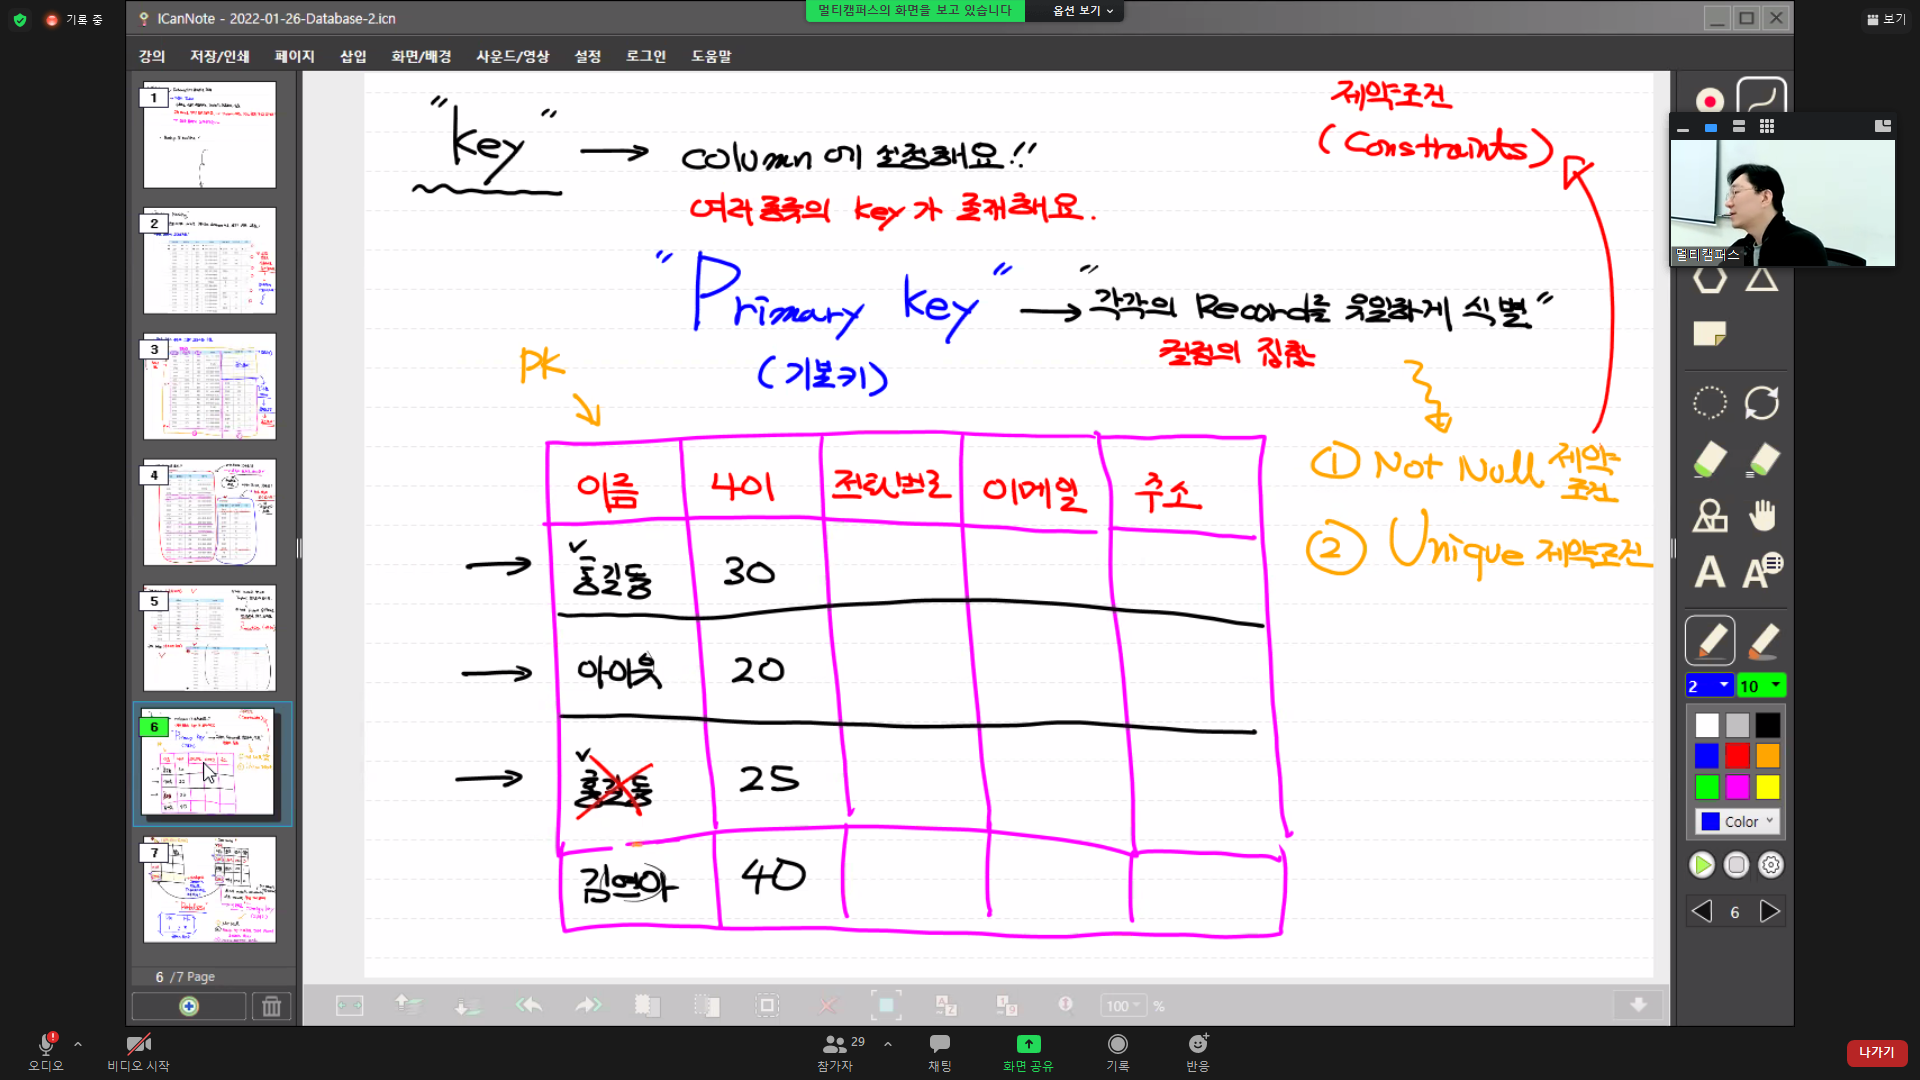 기록 중
ICanNote - 2022-01-26-Database-2.icn
멀티캠퍼스의 화면을 보고 있습니다
옵션 보기
보기
강의 저장/인쇄 페이지 삽입 화면/배경 사운드/영상 설정 로그인 도움말
1
2
3
4
5
6
7
6 /7 Page
"key" → column에 설정해요!!
여러종류의 key가 존재해요.
제약조건
(Constraints)
"Primary key" → "각각의 Record를 유일하게 식별"
(기본키)
컬럼의 집합
PK
① Not Null 제약조건
② Unique 제약조건
이름 나이 전화번호 이메일 주소
홍길동 30
아이유 20
홍길동 25
김연아 40
멀티캠퍼스
A A
2 10
Color
6
100 %
오디오
비디오 시작
29
참가자
채팅
화면 공유
기록
반응
나가기